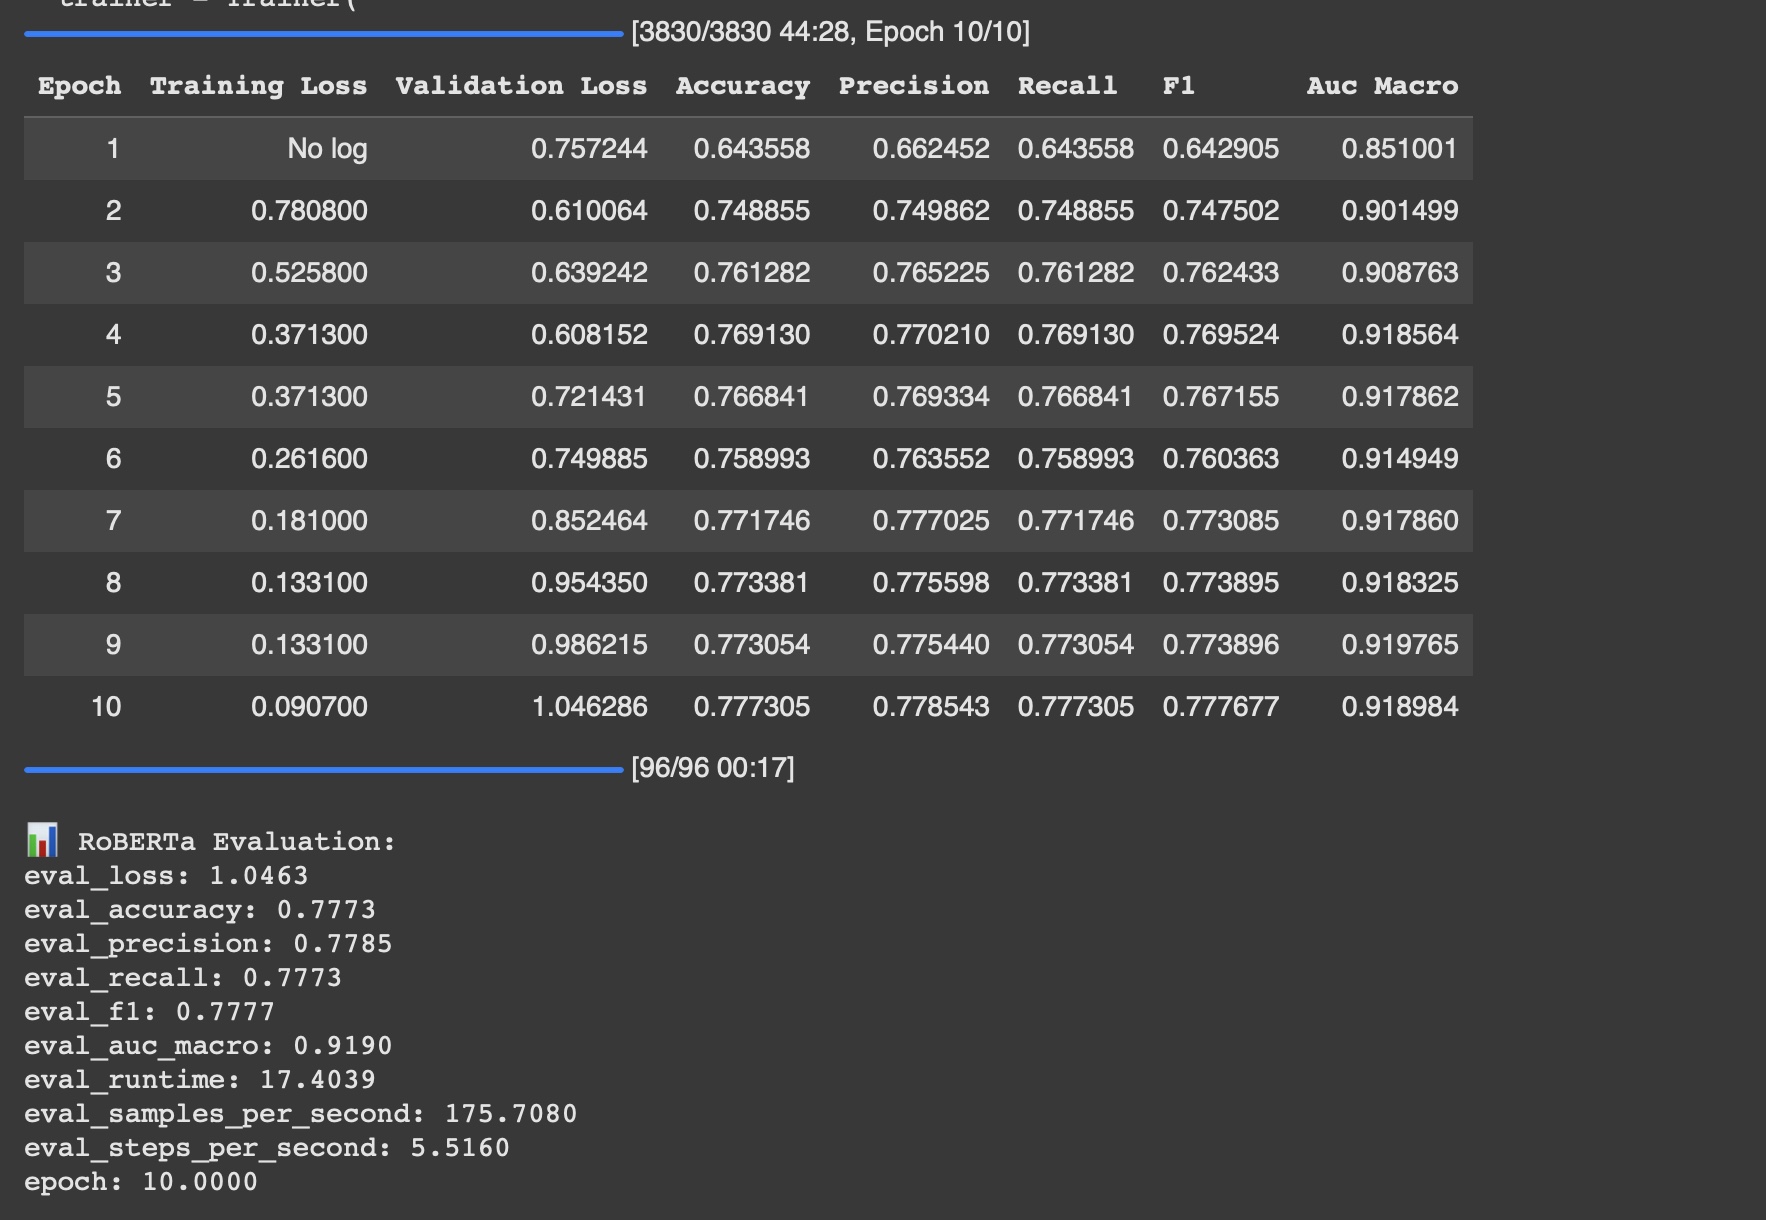 trainer = Trainer(
[3830/3830 44:28, Epoch 10/10]
Epoch Training Loss Validation Loss Accuracy Precision Recall F1 Auc Macro
1 No log 0.757244 0.643558 0.662452 0.643558 0.642905 0.851001
2 0.780800 0.610064 0.748855 0.749862 0.748855 0.747502 0.901499
3 0.525800 0.639242 0.761282 0.765225 0.761282 0.762433 0.908763
4 0.371300 0.608152 0.769130 0.770210 0.769130 0.769524 0.918564
5 0.371300 0.721431 0.766841 0.769334 0.766841 0.767155 0.917862
6 0.261600 0.749885 0.758993 0.763552 0.758993 0.760363 0.914949
7 0.181000 0.852464 0.771746 0.777025 0.771746 0.773085 0.917860
8 0.133100 0.954350 0.773381 0.775598 0.773381 0.773895 0.918325
9 0.133100 0.986215 0.773054 0.775440 0.773054 0.773896 0.919765
10 0.090700 1.046286 0.777305 0.778543 0.777305 0.777677 0.918984
[96/96 00:17]
📊 RoBERTa Evaluation:
eval_loss: 1.0463
eval_accuracy: 0.7773
eval_precision: 0.7785
eval_recall: 0.7773
eval_f1: 0.7777
eval_auc_macro: 0.9190
eval_runtime: 17.4039
eval_samples_per_second: 175.7080
eval_steps_per_second: 5.5160
epoch: 10.0000